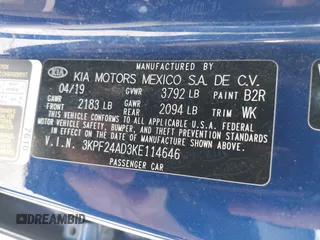 KIA KIA MOTORS MEXICO S.A. DE C.V.
04/19 GVWR 3792 LB PAINT B2R
GAWR FRONT 2183 LB GAWR REAR 2094 LB TRIM WK
THIS VEHICLE CONFORMS TO ALL APPLICABLE U.S.A. FEDERAL
MOTOR VEHICLE SAFETY, BUMPER, AND THEFT PREVENTION
STANDARDS IN EFFECT ON THE DATE OF MANUFACTURE
SHOWN ABOVE.
V.I.N. 3KPF24AD3KE114646
PASSENGER CAR
DREAMBID